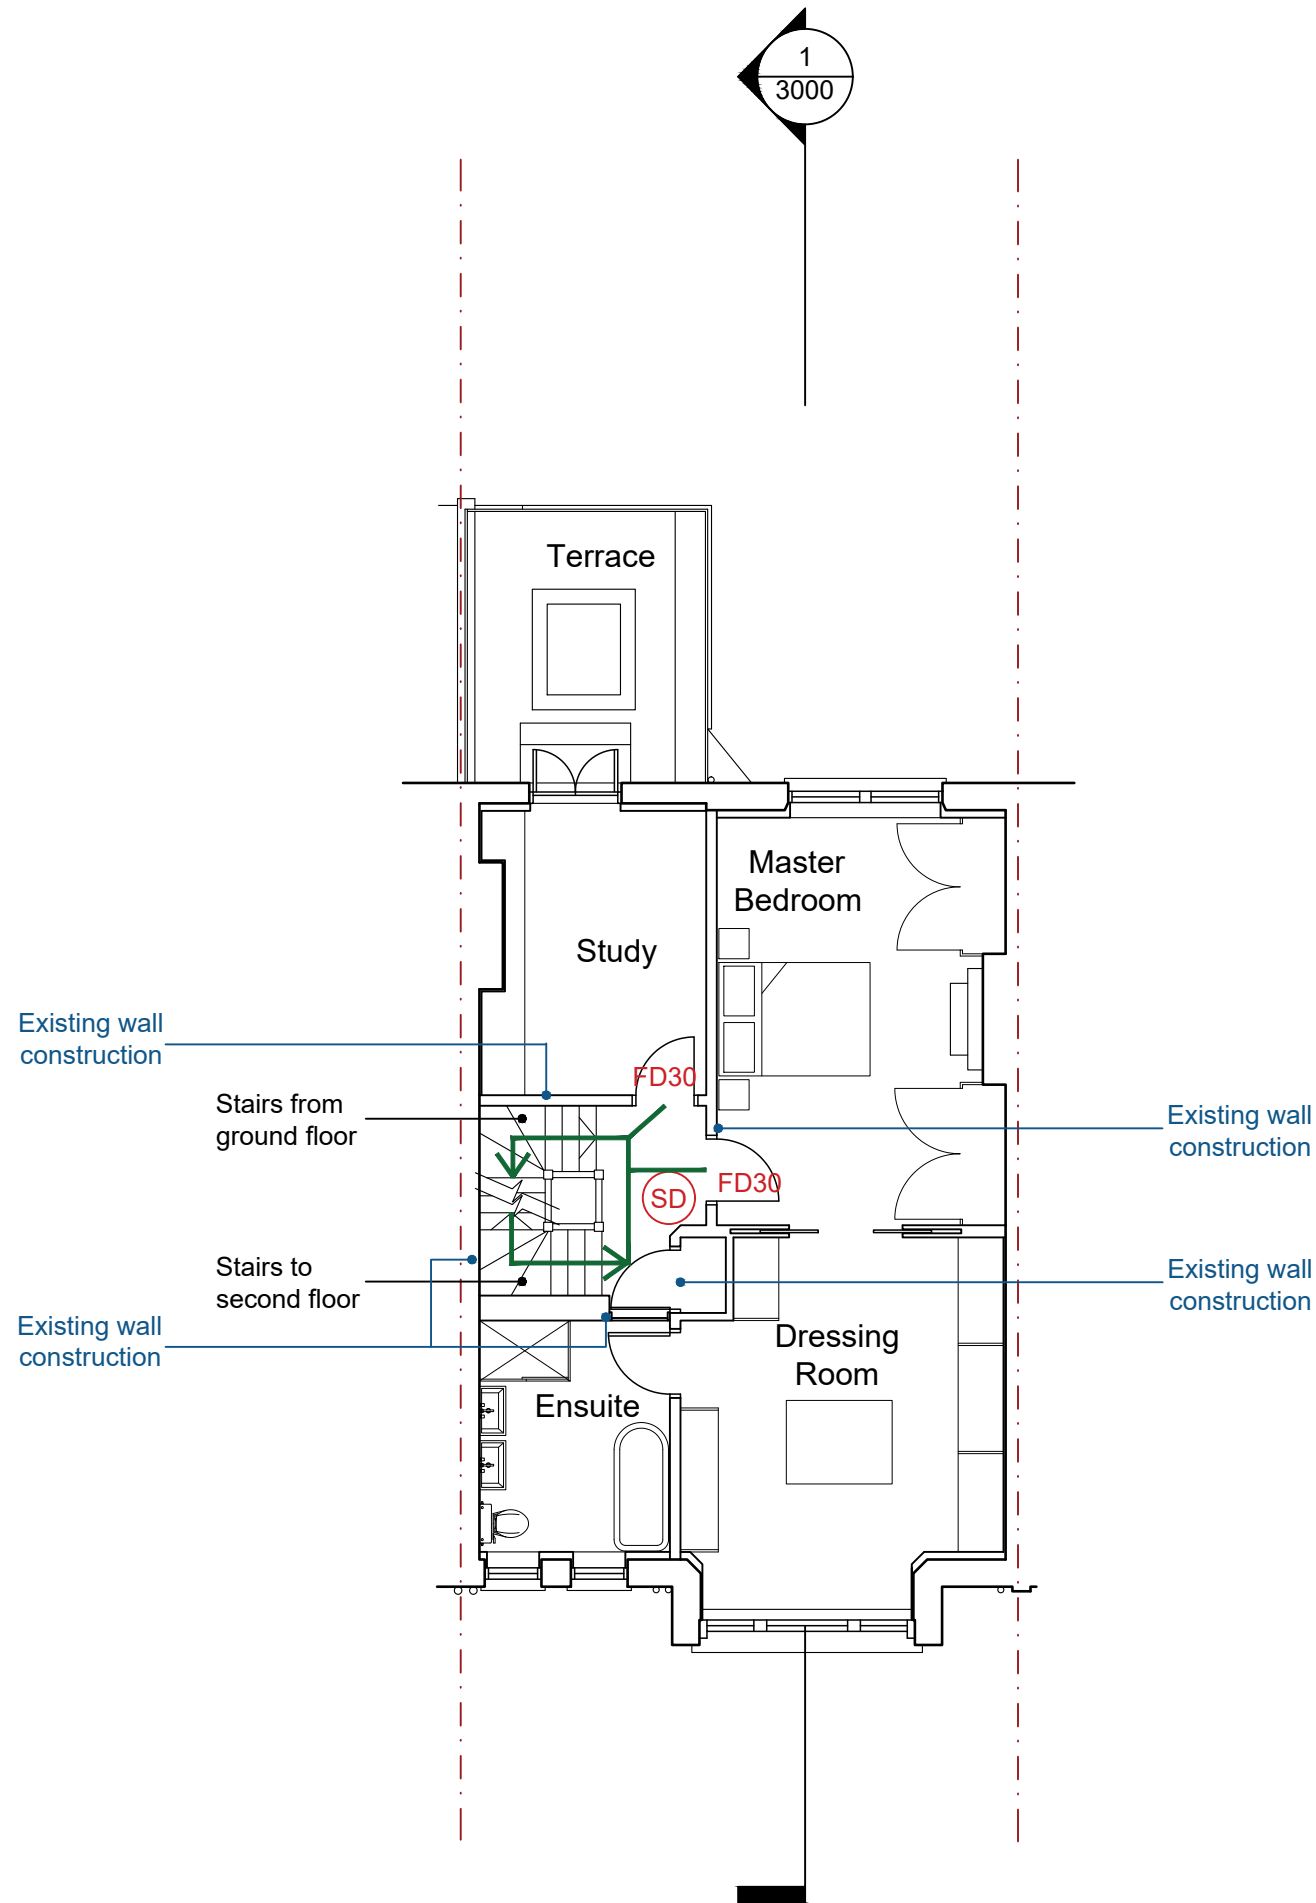 1
3000
Terrace
Master
Bedroom
Study
Existing wall
construction
FD30
Stairs from
ground floor
Existing wall
construction
FD30
SD
Stairs to
second floor
Existing wall
construction
Existing wall
construction
Dressing
Room
Ensuite